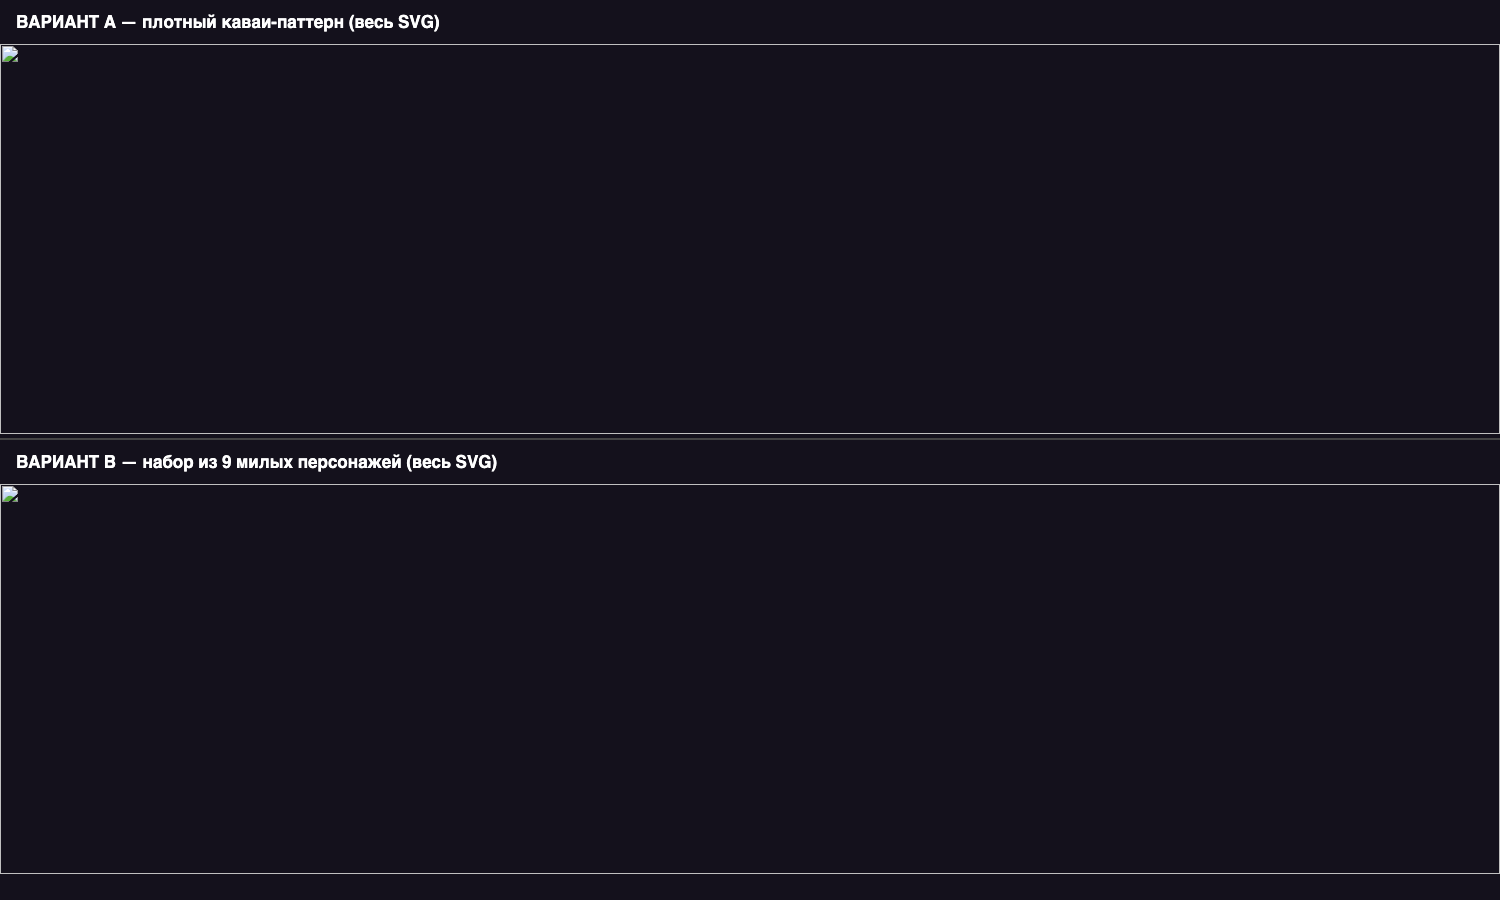 ВАРИАНТ A — плотный каваи-паттерн (весь SVG)
ВАРИАНТ B — набор из 9 милых персонажей (весь SVG)